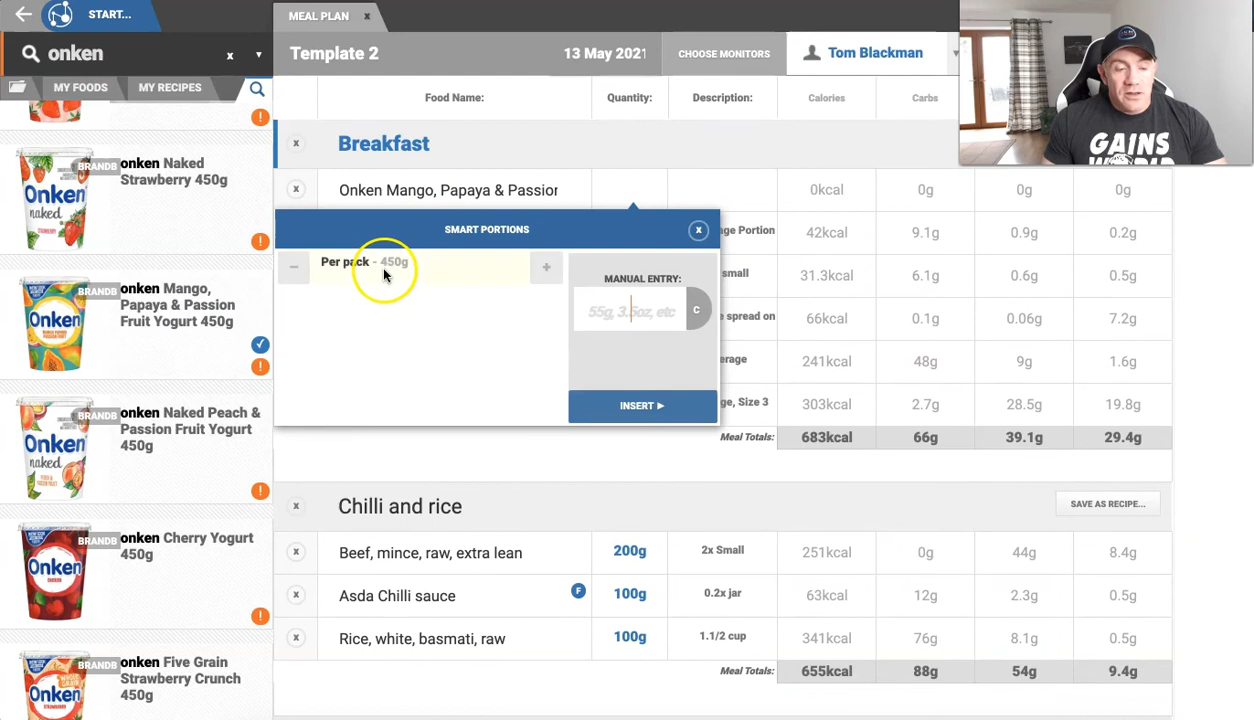 START...
MEAL PLAN x
onken x
Template 2
13 May 2021
CHOOSE MONITORS
Tom Blackman
MY FOODS
MY RECIPES
Food Name:
Quantity:
Description:
Calories
Carbs
GAINS
BRANDB
onken Naked
Strawberry 450g
Onken
naked
STRAWBERRY
BRANDB
onken Mango,
Papaya & Passion
Fruit Yogurt 450g
Onken
BRANDB
onken Naked Peach &
Passion Fruit Yogurt
450g
Onken
naked
BRANDB
onken Cherry Yogurt
450g
Onken
CHERRY
BRANDB
onken Five Grain
Strawberry Crunch
450g
Onken
x Breakfast
x Onken Mango, Papaya & Passion 0kcal 0g 0g 0g
SMART PORTIONS x
Per pack - 450g
MANUAL ENTRY:
55g, 3.5oz, etc
C
INSERT
ge Portion 42kcal 9.1g 0.9g 0.2g
small 31.3kcal 6.1g 0.6g 0.5g
e spread on 66kcal 0.1g 0.06g 7.2g
erage 241kcal 48g 9g 1.6g
ge, Size 3 303kcal 2.7g 28.5g 19.8g
Meal Totals: 683kcal 66g 39.1g 29.4g
x Chilli and rice SAVE AS RECIPE...
x Beef, mince, raw, extra lean 200g 2x Small 251kcal 0g 44g 8.4g
x Asda Chilli sauce F 100g 0.2x jar 63kcal 12g 2.3g 0.5g
x Rice, white, basmati, raw 100g 1.1/2 cup 341kcal 76g 8.1g 0.5g
Meal Totals: 655kcal 88g 54g 9.4g